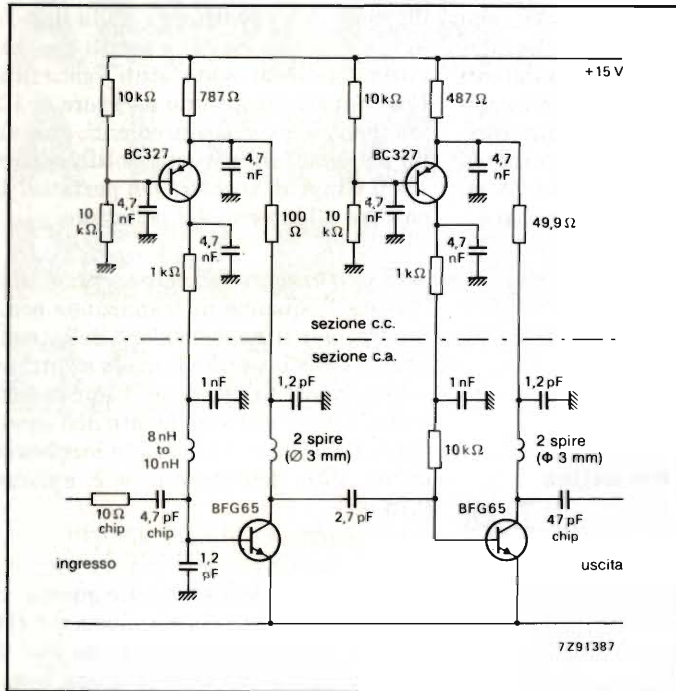 +15 V
10 kΩ
787 Ω
10 kΩ
487 Ω
BC327
BC327
4,7
nF
4,7
nF
10
kΩ
4,7
nF
100
Ω
10
kΩ
4,7
nF
49,9 Ω
4,7
nF
4,7
nF
1 kΩ
1 kΩ
sezione c.c.
sezione c.a.
1 nF
1,2 pF
1 nF
1,2 pF
8 nH
to
10 nH
2 spire
(Ø 3 mm)
10 kΩ
2 spire
(Φ 3 mm)
10 Ω
chip
4,7 pF
chip
BFG65
2,7 pF
BFG65
47 pF
chip
ingresso
1,2
pF
uscita
7Z91387